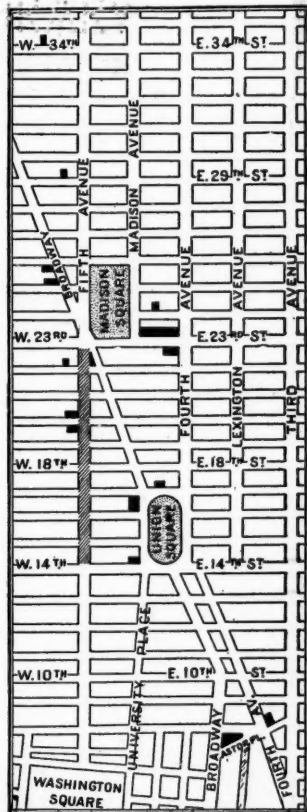 W. 34TH
E. 34TH ST
FIFTH AVENUE
MADISON AVENUE
E. 29TH ST
BROADWAY
MADISON SQUARE
FOURTH AVENUE
LEXINGTON AVENUE
THIRD
W. 23RD
E. 23RD ST
W. 18TH
E. 18TH ST
UNION SQUARE
W. 14TH
E. 14TH ST
UNIVERSITY PLACE
W. 10TH
E. 10TH ST
BROADWAY
FOURTH AV.
ASTOR PL.
WASHINGTON
SQUARE